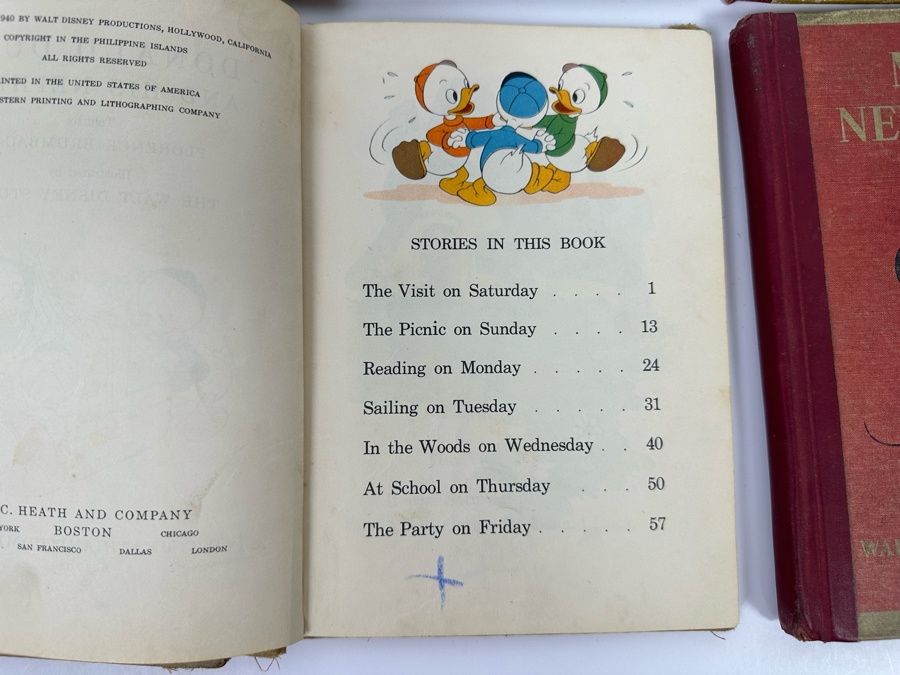 940 BY WALT DISNEY PRODUCTIONS, HOLLYWOOD, CALIFORNIA
COPYRIGHT IN THE PHILIPPINE ISLANDS
ALL RIGHTS RESERVED
INTED IN THE UNITED STATES OF AMERICA
STERN PRINTING AND LITHOGRAPHING COMPANY
C. HEATH AND COMPANY
YORK BOSTON CHICAGO
SAN FRANCISCO DALLAS LONDON
STORIES IN THIS BOOK
The Visit on Saturday . . . . 1
The Picnic on Sunday . . . . 13
Reading on Monday . . . . . 24
Sailing on Tuesday . . . . . 31
In the Woods on Wednesday . . 40
At School on Thursday . . . 50
The Party on Friday . . . . . 57
NE
WAL